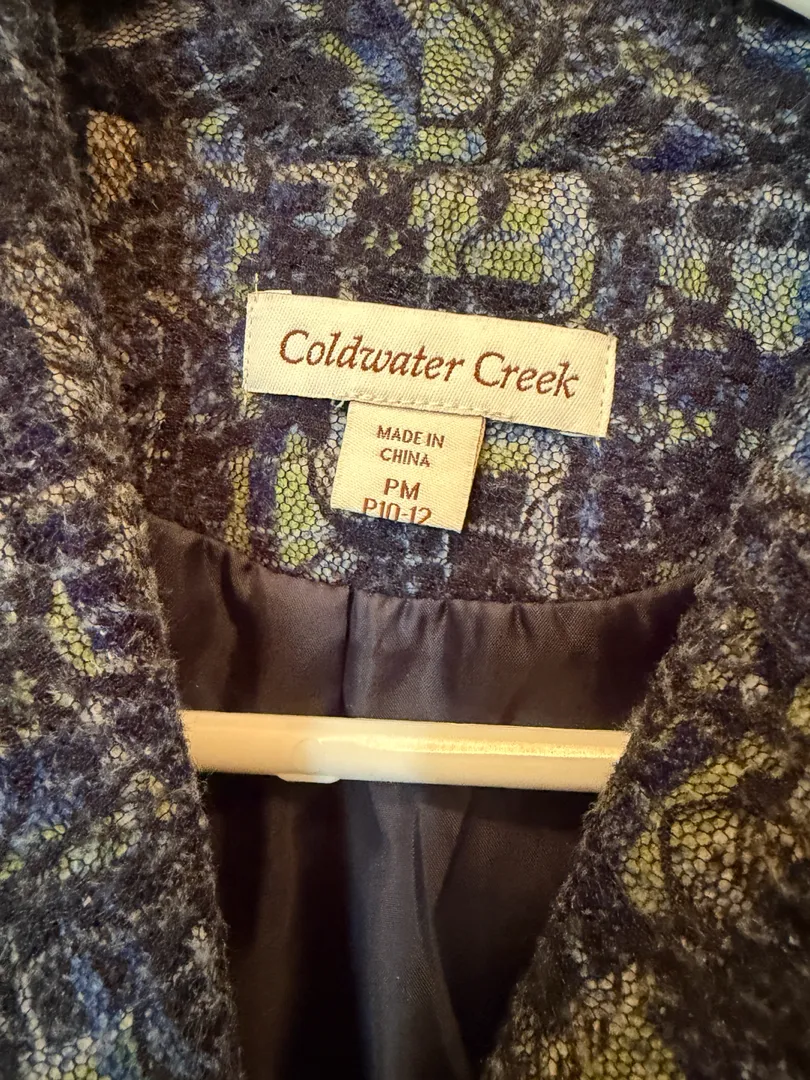 Coldwater Creek
MADE IN
CHINA
PM
P10-12